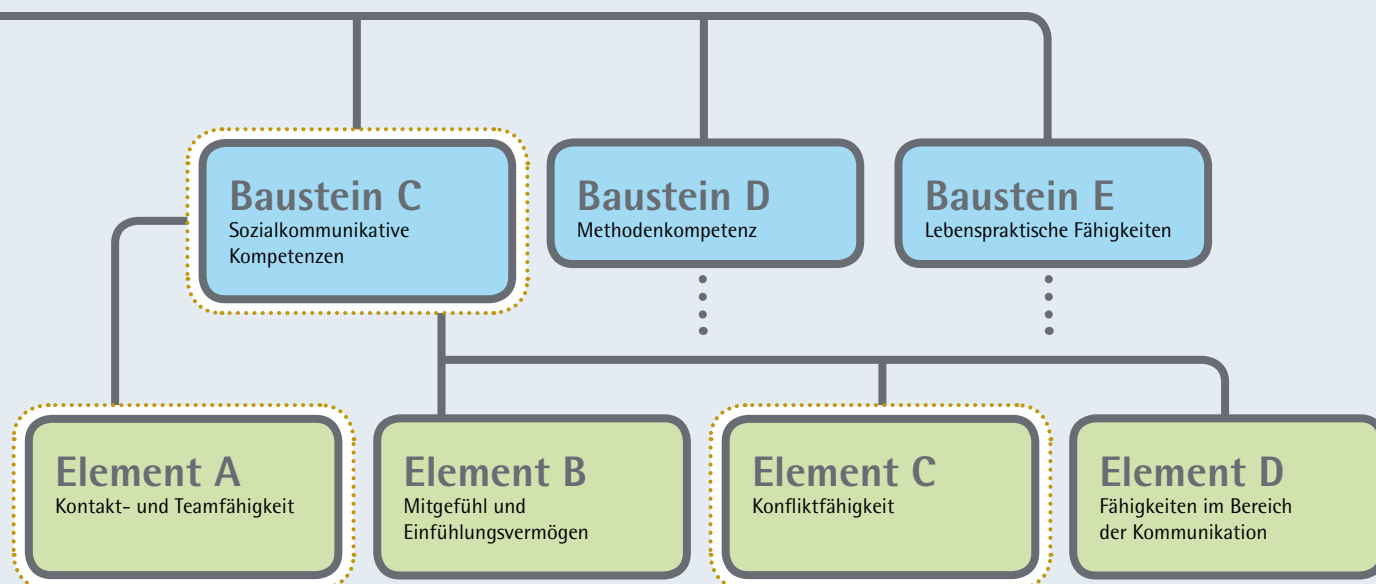 Baustein C
Sozialkommunikative
Kompetenzen
Baustein D
Methodenkompetenz
Baustein E
Lebenspraktische Fähigkeiten
Element A
Kontakt- und Teamfähigkeit
Element B
Mitgefühl und
Einfühlungsvermögen
Element C
Konfliktfähigkeit
Element D
Fähigkeiten im Bereich
der Kommunikation